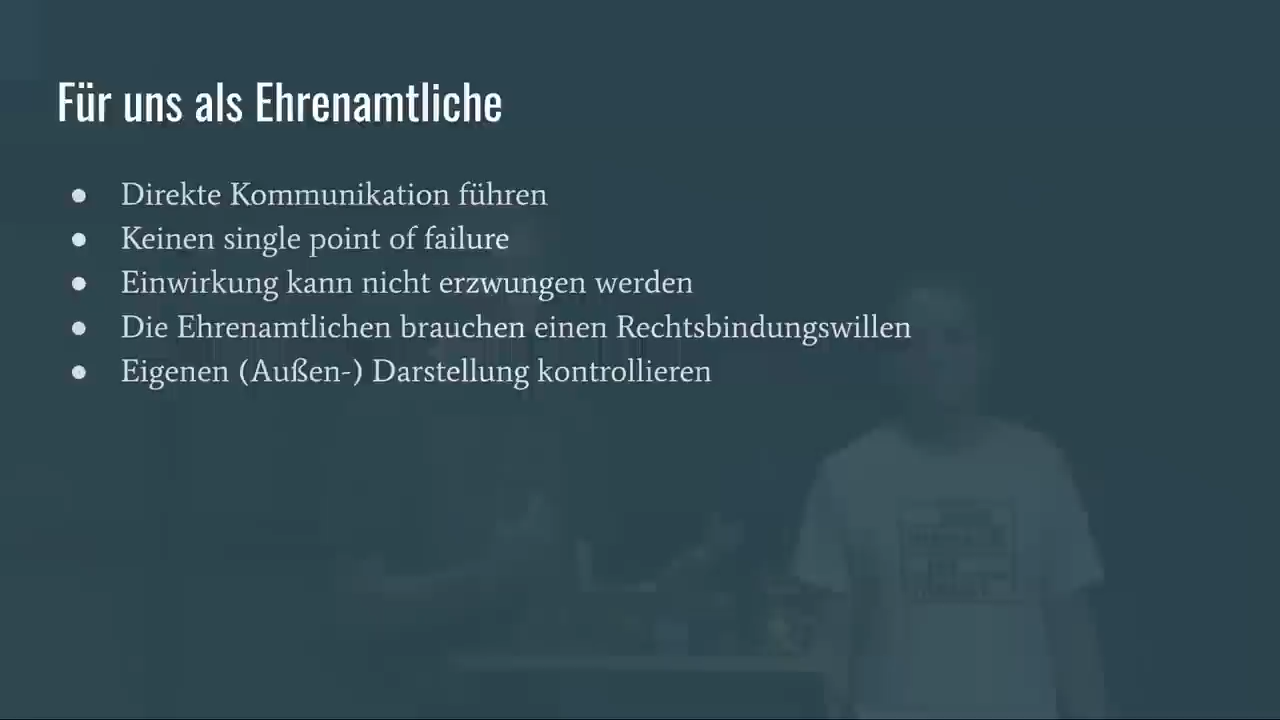 Für uns als Ehrenamtliche
● Direkte Kommunikation führen
● Keinen single point of failure
● Einwirkung kann nicht erzwungen werden
● Die Ehrenamtlichen brauchen einen Rechtsbindungswillen
● Eigenen (Außen-) Darstellung kontrollieren